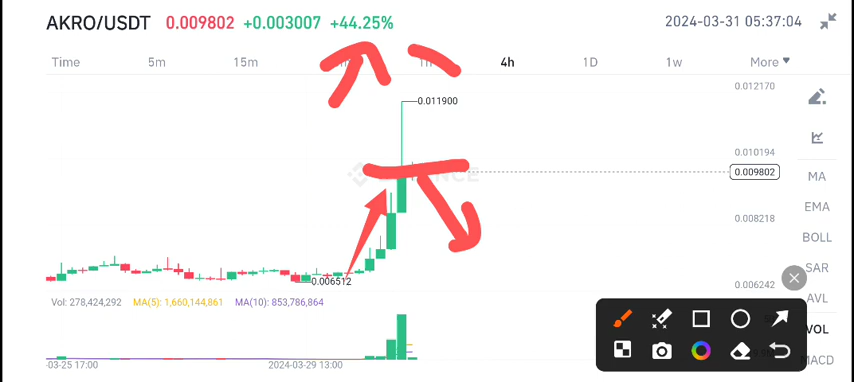 AKRO/USDT 0.009802 +0.003007 +44.25% 2024-03-31 05:37:04
Time 5m 15m 1h 4h 1D 1w More
0.012170
0.011900
0.010194
0.009802
MA
EMA
0.008218
BOLL
SAR
0.006512
0.006242
AVL
Vol: 278,424,292 MA(5): 1,660,144,861 MA(10): 853,786,864
VOL
MACD
-03-25 17:00 2024-03-29 13:00